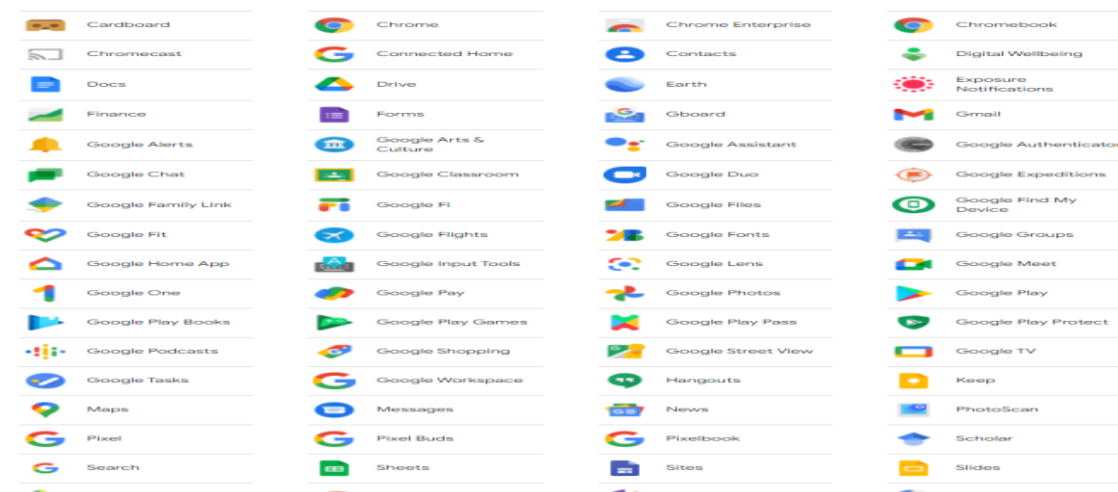 Cardboard
Chrome
Chrome Enterprise
Chromebook
Chromecast
Connected Home
Contacts
Digital Wellbeing
Docs
Drive
Earth
Exposure
Notifications
Finance
Forms
Gboard
Gmail
Google Alerts
Google Arts &
Culture
Google Assistant
Google Authenticator
Google Chat
Google Classroom
Google Duo
Google Expeditions
Google Family Link
Google Fi
Google Files
Google Find My
Device
Google Fit
Google Flights
Google Fonts
Google Groups
Google Home App
Google Input Tools
Google Lens
Google Meet
Google One
Google Pay
Google Photos
Google Play
Google Play Books
Google Play Games
Google Play Pass
Google Play Protect
Google Podcasts
Google Shopping
Google Street View
Google TV
Google Tasks
Google Workspace
Hangouts
Keep
Maps
Messages
News
PhotoScan
Pixel
Pixel Buds
Pixelbook
Scholar
Search
Sheets
Sites
Slides